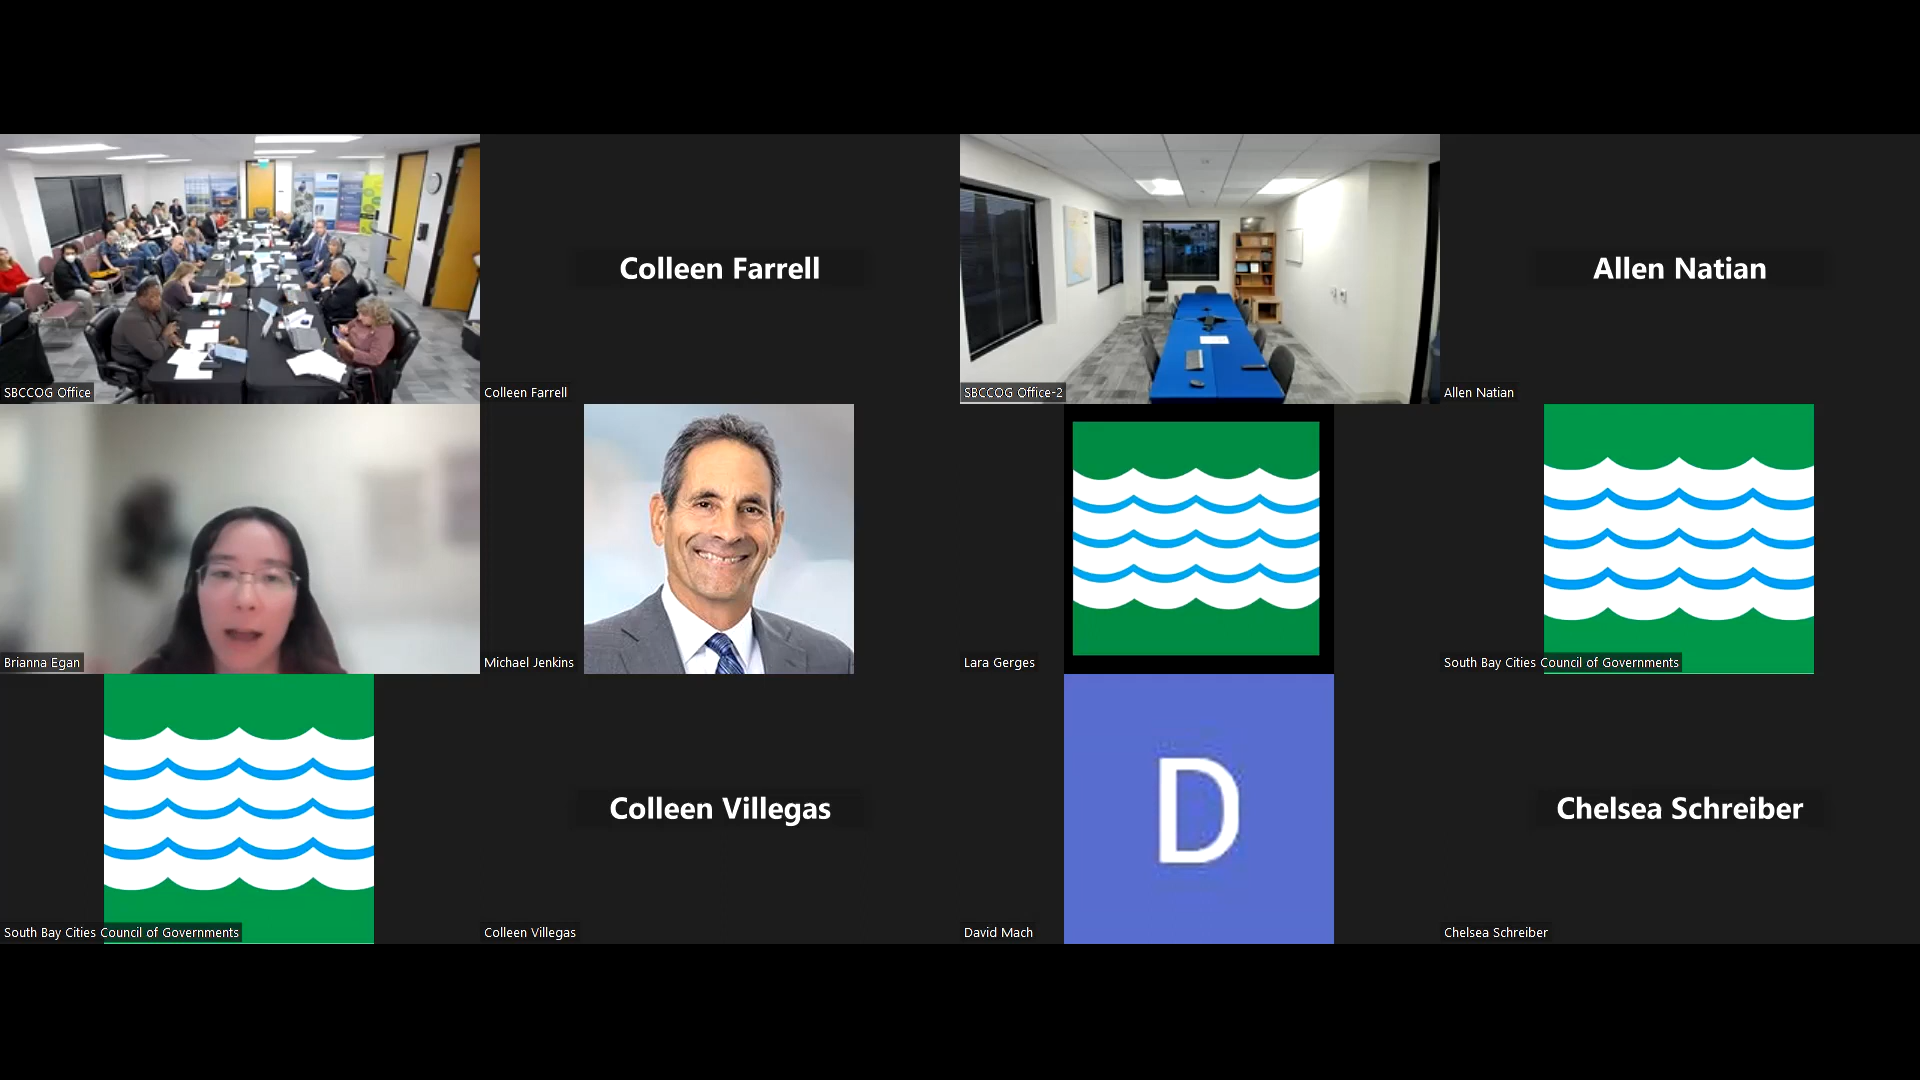 SBCCOG Office
Colleen Farrell
Colleen Farrell
SBCCOG Office-2
Allen Natian
Allen Natian
Brianna Egan
Michael Jenkins
Lara Gerges
South Bay Cities Council of Governments
South Bay Cities Council of Governments
Colleen Villegas
Colleen Villegas
D
David Mach
Chelsea Schreiber
Chelsea Schreiber